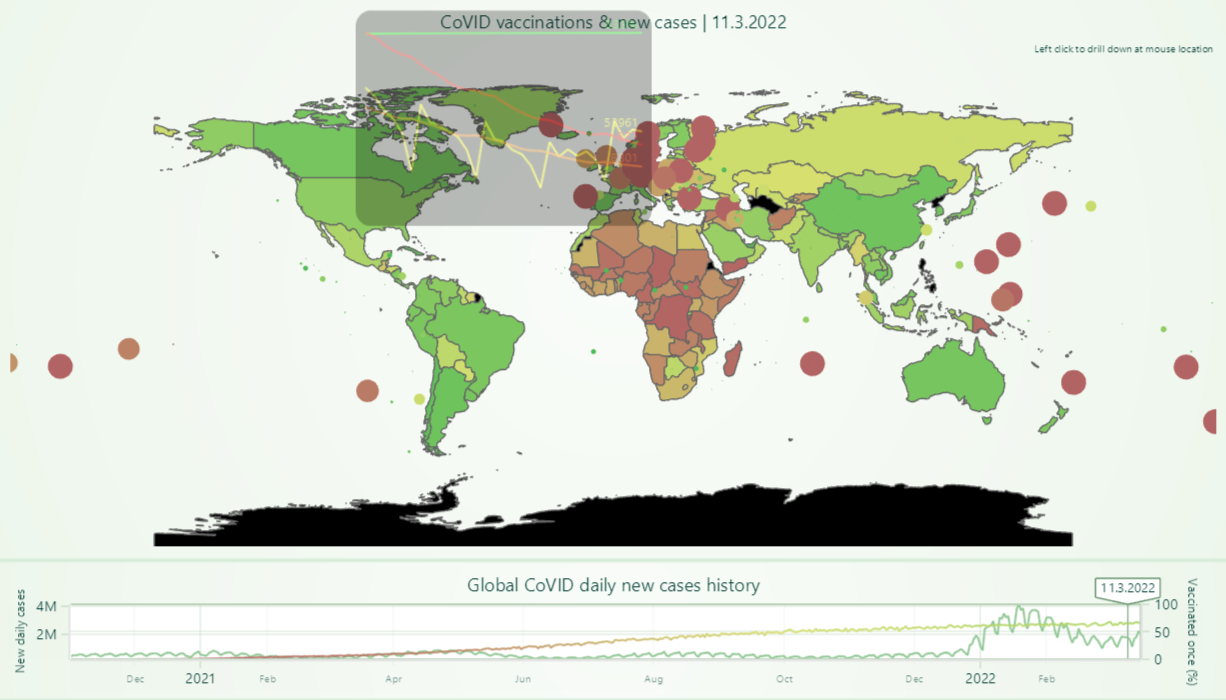 CoVID vaccinations & new cases | 11.3.2022
Left click to drill down at mouse location
Global CoVID daily new cases history
11.3.2022
New daily cases
4M
2M
100
50
0
Vaccinated once (%)
Dec
2021
Feb
Apr
Jun
Aug
Oct
Dec
2022
Feb